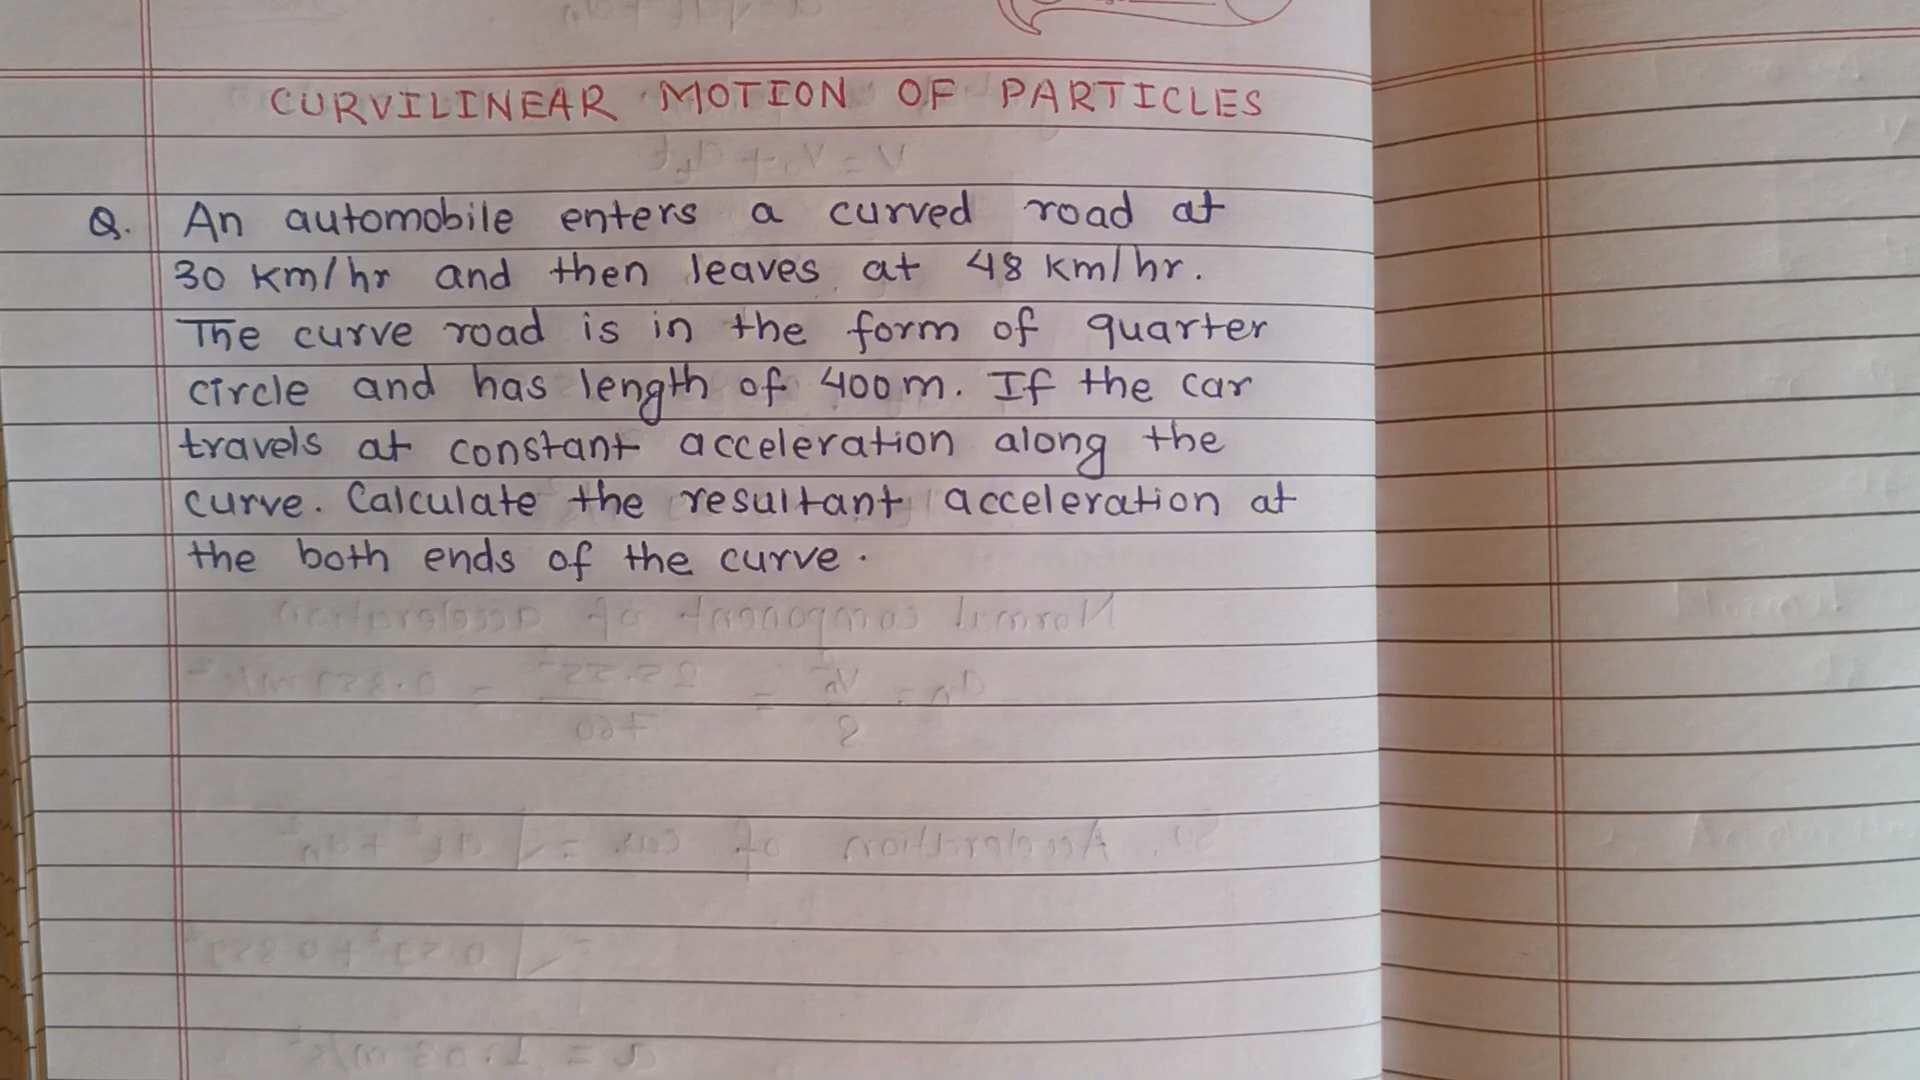 CURVILINEAR MOTION OF PARTICLES
Q. An automobile enters a curved road at
30 km/hr and then leaves at 48 km/hr.
The curve road is in the form of quarter
circle and has length of 400m. If the car
travels at constant acceleration along the
curve. Calculate the resultant acceleration at
the both ends of the curve.